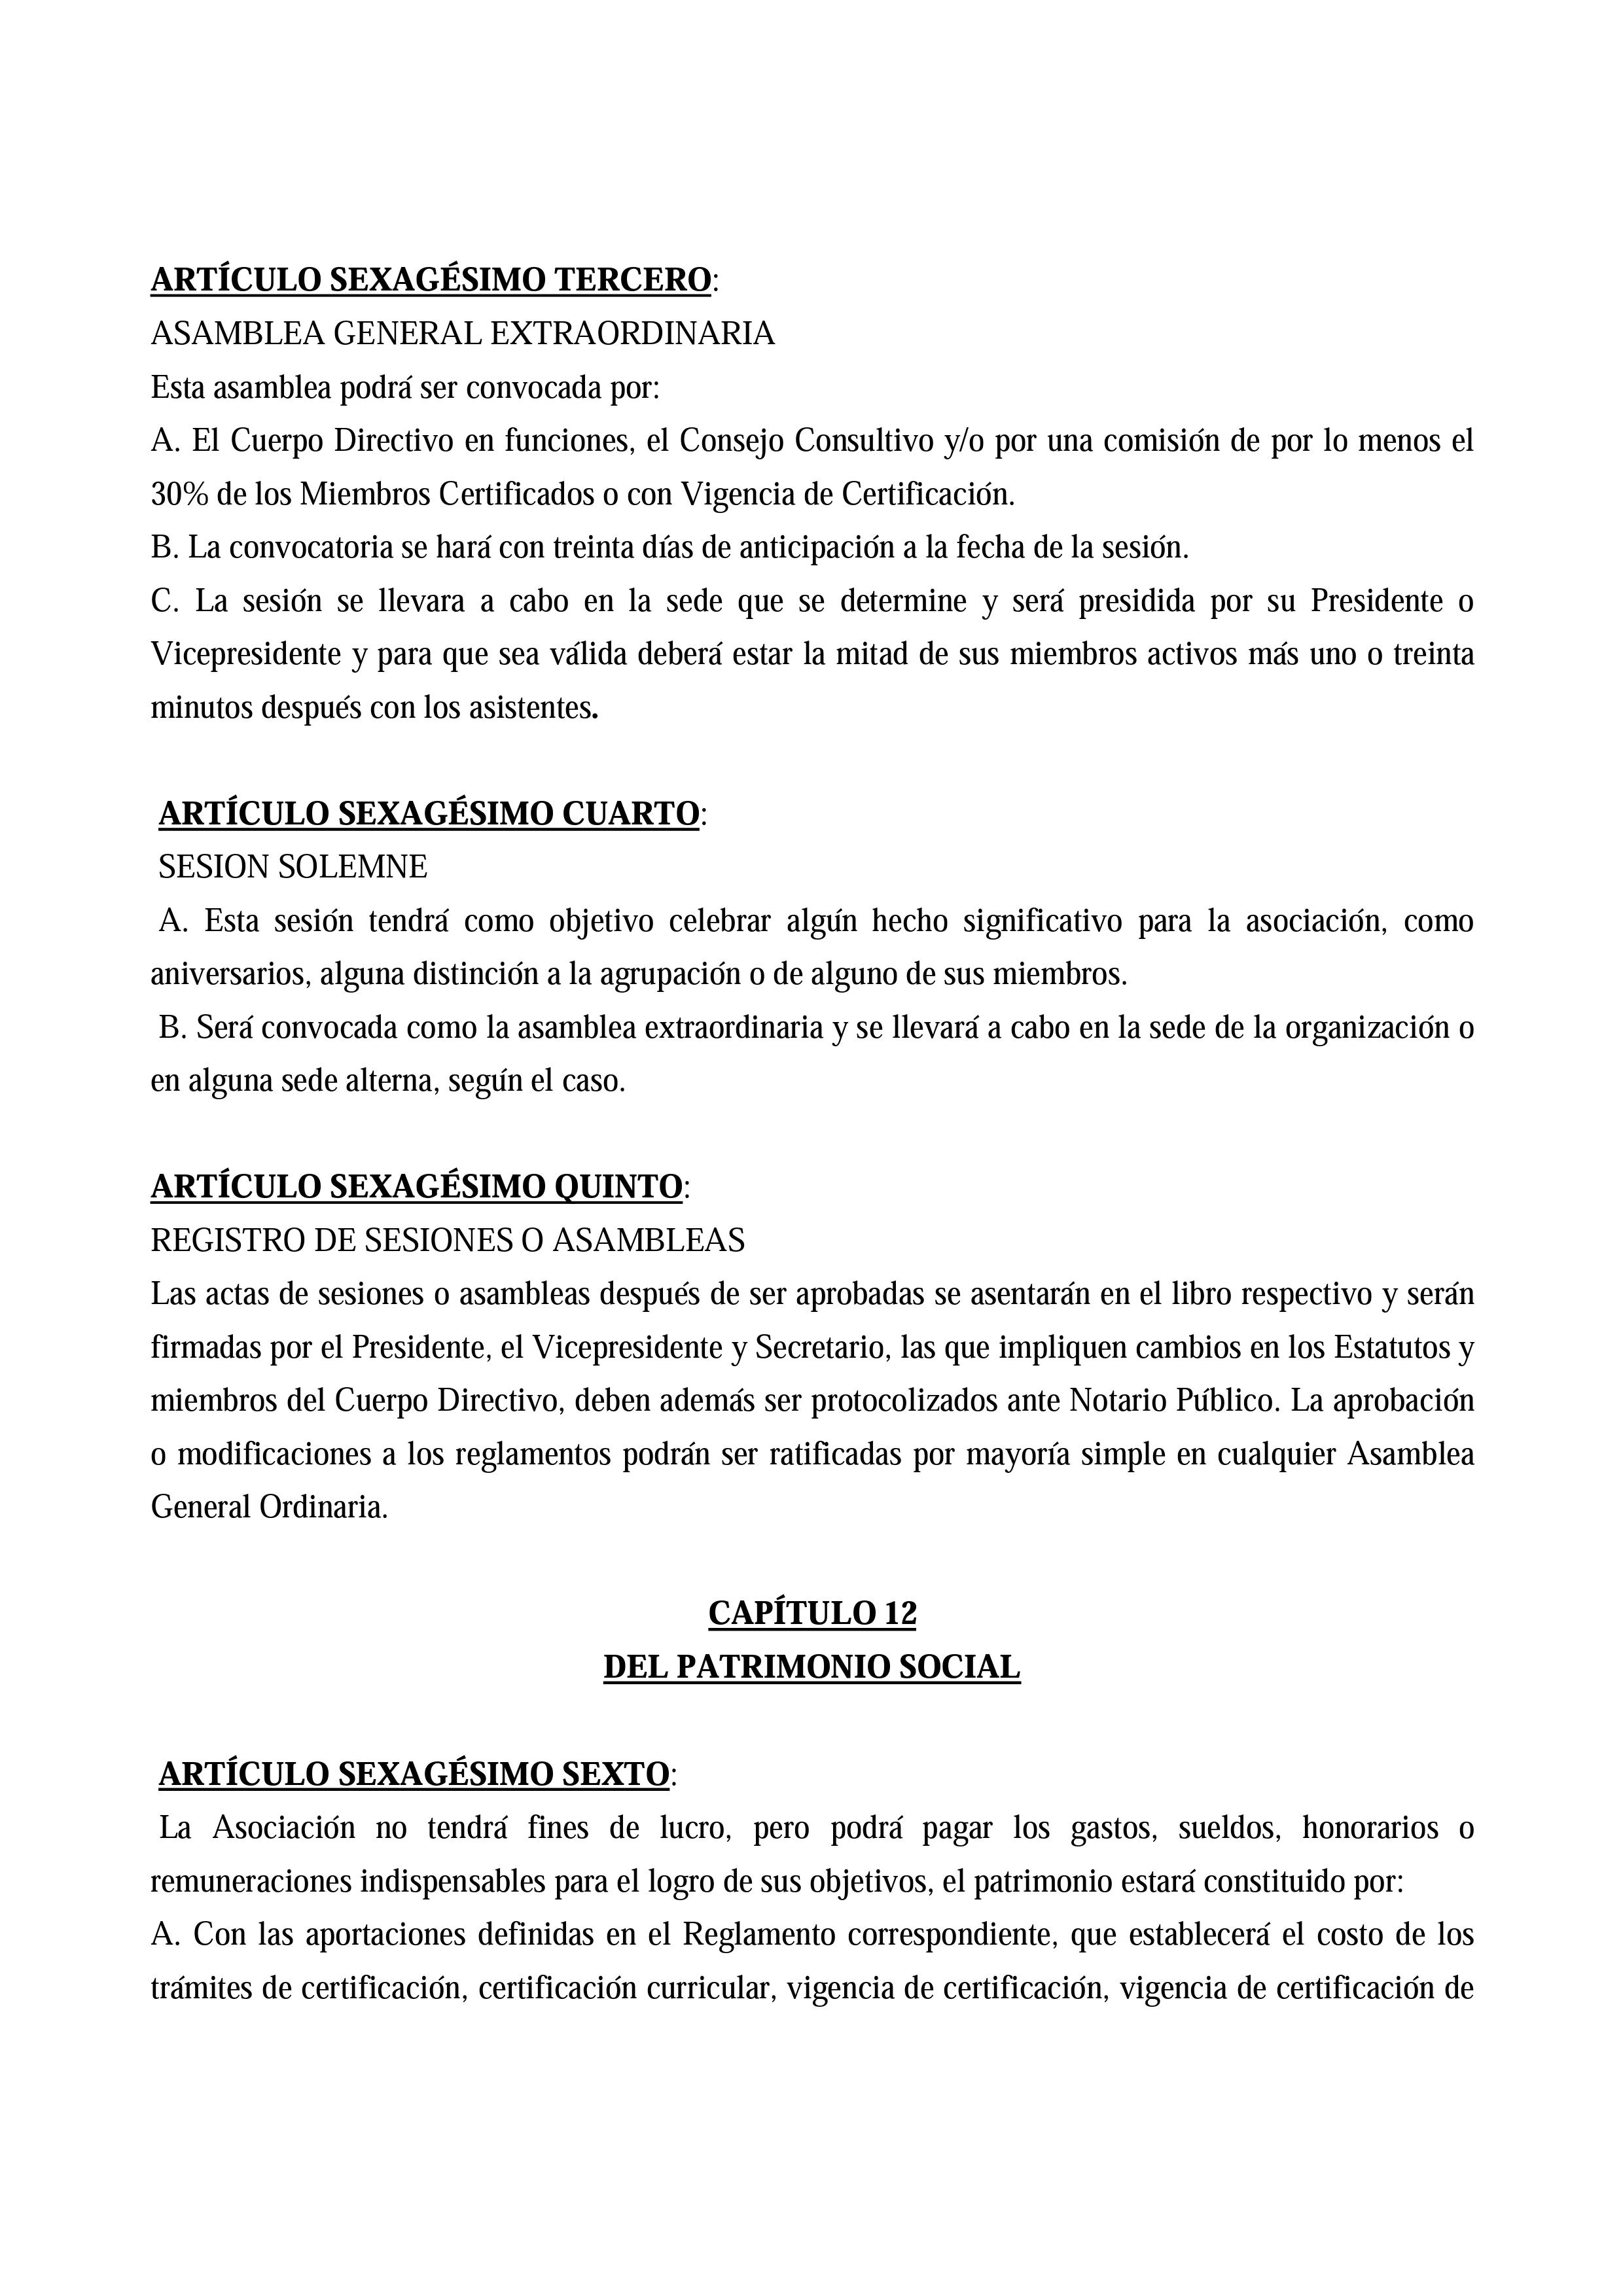 ARTÍCULO SEXAGÉSIMO TERCERO:
ASAMBLEA GENERAL EXTRAORDINARIA
Esta asamblea podrá ser convocada por:
A. El Cuerpo Directivo en funciones, el Consejo Consultivo y/o por una comisión de por lo menos el
30% de los Miembros Certificados o con Vigencia de Certificación.
B. La convocatoria se hará con treinta días de anticipación a la fecha de la sesión.
C. La sesión se llevara a cabo en la sede que se determine y será presidida por su Presidente o
Vicepresidente y para que sea válida deberá estar la mitad de sus miembros activos más uno o treinta
minutos después con los asistentes.
ARTÍCULO SEXAGÉSIMO CUARTO:
SESION SOLEMNE
A. Esta sesión tendrá como objetivo celebrar algún hecho significativo para la asociación, como
aniversarios, alguna distinción a la agrupación o de alguno de sus miembros.
B. Será convocada como la asamblea extraordinaria y se llevará a cabo en la sede de la organización o
en alguna sede alterna, según el caso.
ARTÍCULO SEXAGÉSIMO QUINTO:
REGISTRO DE SESIONES O ASAMBLEAS
Las actas de sesiones o asambleas después de ser aprobadas se asentarán en el libro respectivo y serán
firmadas por el Presidente, el Vicepresidente y Secretario, las que impliquen cambios en los Estatutos y
miembros del Cuerpo Directivo, deben además ser protocolizados ante Notario Público. La aprobación
o modificaciones a los reglamentos podrán ser ratificadas por mayoría simple en cualquier Asamblea
General Ordinaria.
CAPÍTULO 12
DEL PATRIMONIO SOCIAL
ARTÍCULO SEXAGÉSIMO SEXTO:
La Asociación no tendrá fines de lucro, pero podrá pagar los gastos, sueldos, honorarios o
remuneraciones indispensables para el logro de sus objetivos, el patrimonio estará constituido por:
A. Con las aportaciones definidas en el Reglamento correspondiente, que establecerá el costo de los
trámites de certificación, certificación curricular, vigencia de certificación, vigencia de certificación de